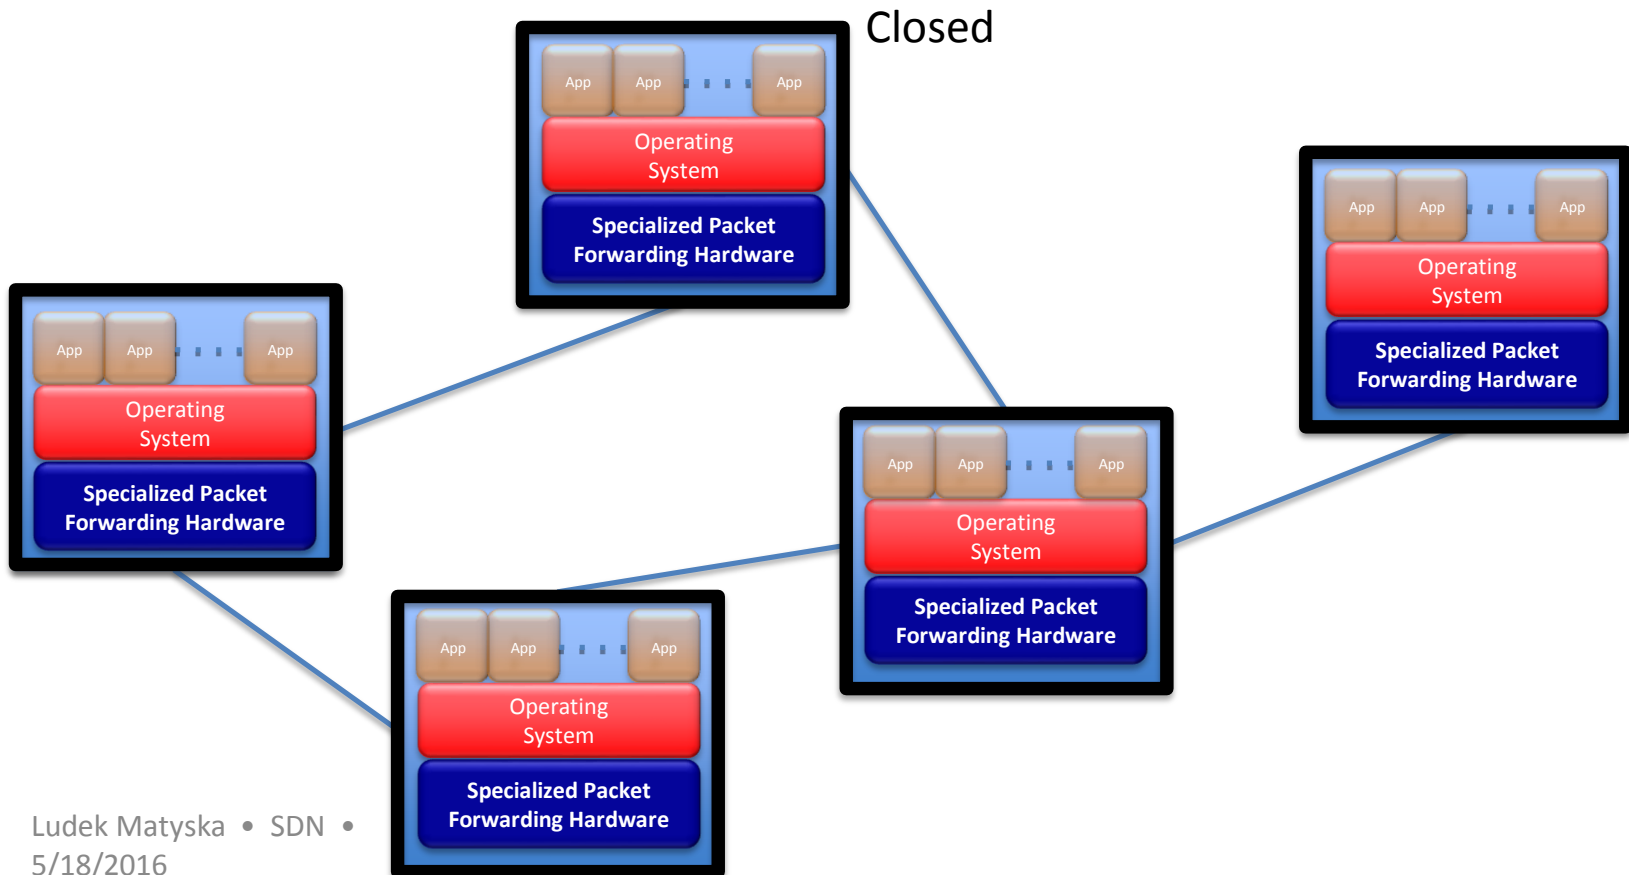 Closed
App App App
Operating
System
Specialized Packet
Forwarding Hardware
App App App
Operating
System
Specialized Packet
Forwarding Hardware
App App App
Operating
System
Specialized Packet
Forwarding Hardware
App App App
Operating
System
Specialized Packet
Forwarding Hardware
App App App
Operating
System
Specialized Packet
Forwarding Hardware
Ludek Matyska • SDN •
5/18/2016